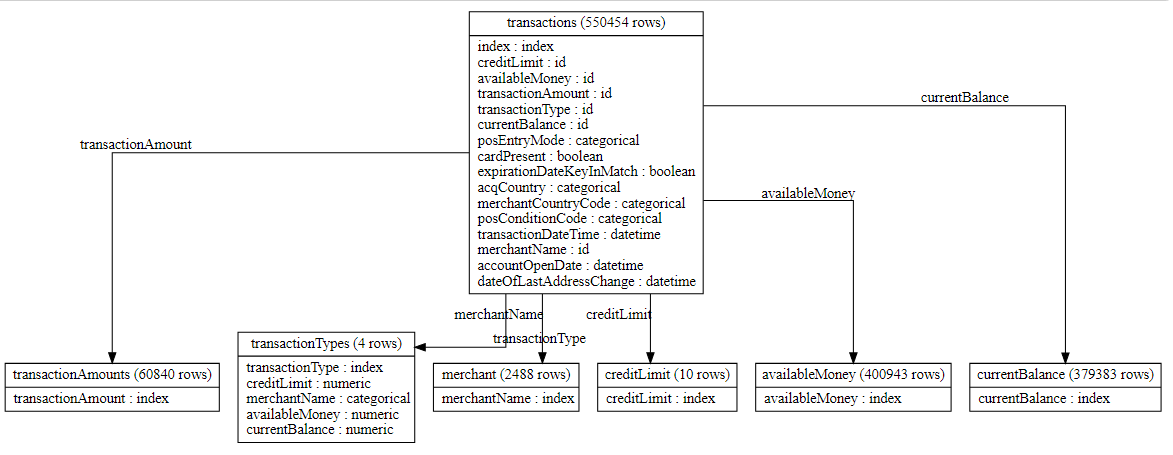 transactions (550454 rows)
index : index
creditLimit : id
availableMoney : id
transactionAmount : id
transactionType : id
currentBalance : id
posEntryMode : categorical
cardPresent : boolean
expirationDateKeyInMatch : boolean
acqCountry : categorical
merchantCountryCode : categorical
posConditionCode : categorical
transactionDateTime : datetime
merchantName : id
accountOpenDate : datetime
dateOfLastAddressChange : datetime
currentBalance
transactionAmount
availableMoney
merchantName
creditLimit
transactionType
transactionAmounts (60840 rows)
transactionAmount : index
transactionTypes (4 rows)
transactionType : index
creditLimit : numeric
merchantName : categorical
availableMoney : numeric
currentBalance : numeric
merchant (2488 rows)
merchantName : index
creditLimit (10 rows)
creditLimit : index
availableMoney (400943 rows)
availableMoney : index
currentBalance (379383 rows)
currentBalance : index